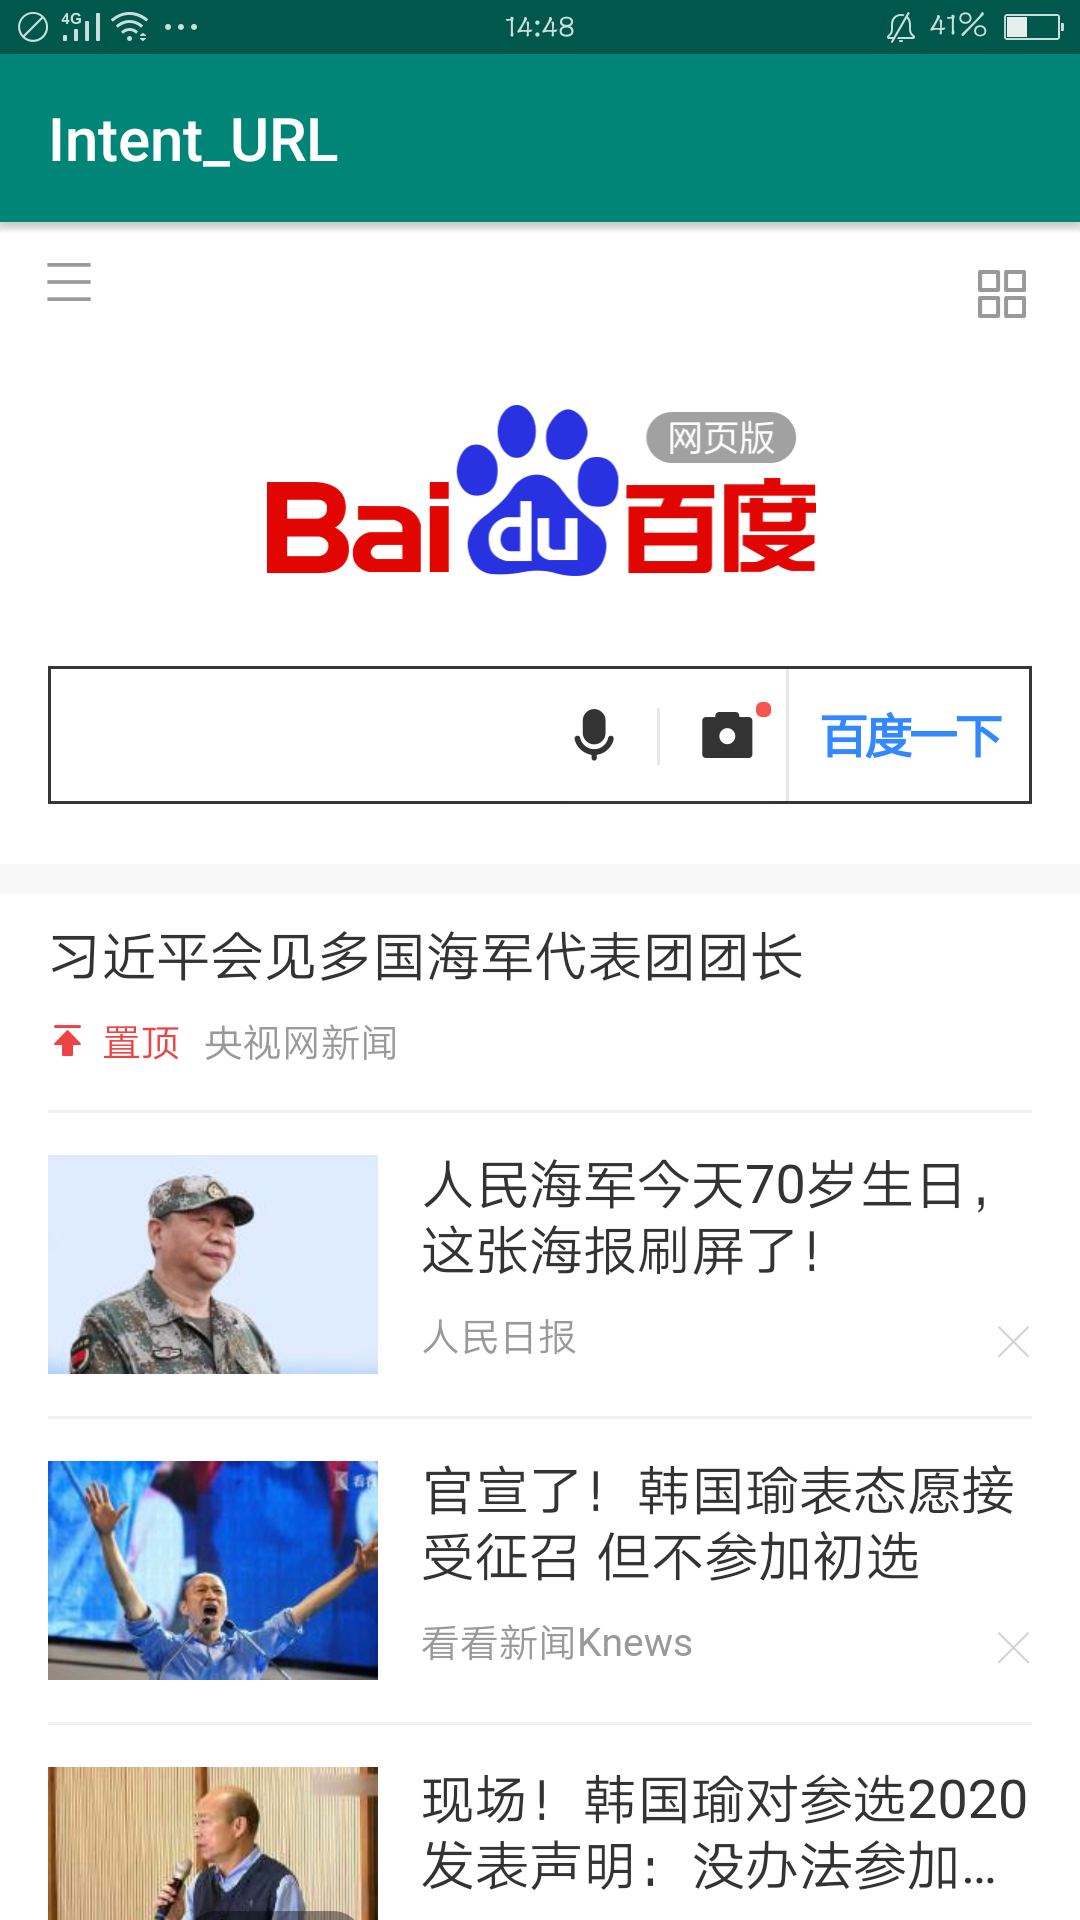 4G 14:48 41%
Intent_URL
网页版
Bai du 百度
百度一下
习近平会见多国海军代表团团长
置顶 央视网新闻
人民海军今天70岁生日，
这张海报刷屏了！
人民日报
官宣了！韩国瑜表态愿接
受征召 但不参加初选
看看新闻Knews
现场！韩国瑜对参选2020
发表声明：没办法参加...